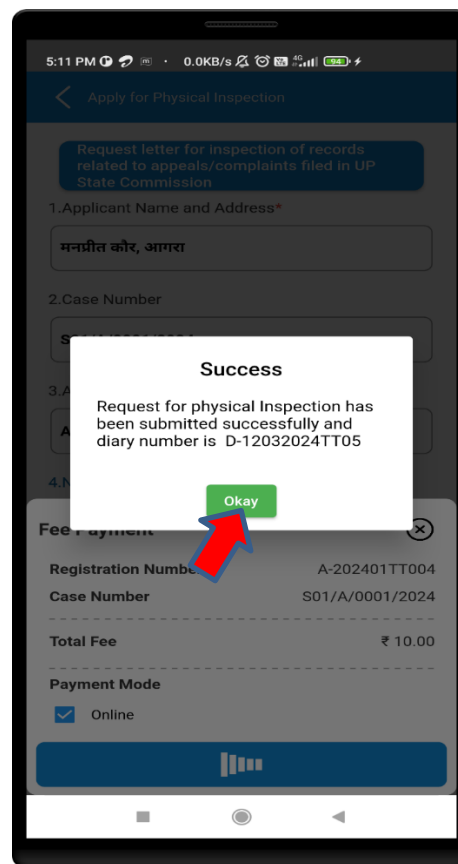 5:11 PM 0.0KB/s 4G 94
Apply for Physical Inspection
Request letter for inspection of records
related to appeals/complaints filed in UP
State Commission
1.Applicant Name and Address*
मनप्रीत कौर, आगरा
2.Case Number
Success
Request for physical Inspection has
been submitted successfully and
diary number is D-12032024TT05
Okay
Fee Payment
Registration Number A-202401TT004
Case Number S01/A/0001/2024
Total Fee ₹ 10.00
Payment Mode
Online